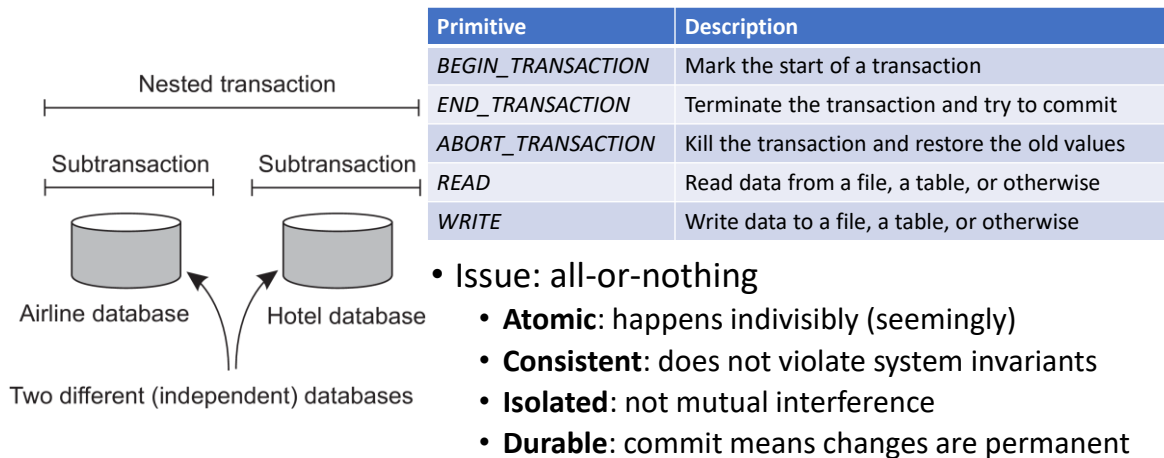 Nested transaction
Subtransaction Subtransaction
Airline database Hotel database
Two different (independent) databases
Primitive Description
BEGIN_TRANSACTION Mark the start of a transaction
END_TRANSACTION Terminate the transaction and try to commit
ABORT_TRANSACTION Kill the transaction and restore the old values
READ Read data from a file, a table, or otherwise
WRITE Write data to a file, a table, or otherwise
• Issue: all-or-nothing
• Atomic: happens indivisibly (seemingly)
• Consistent: does not violate system invariants
• Isolated: not mutual interference
• Durable: commit means changes are permanent